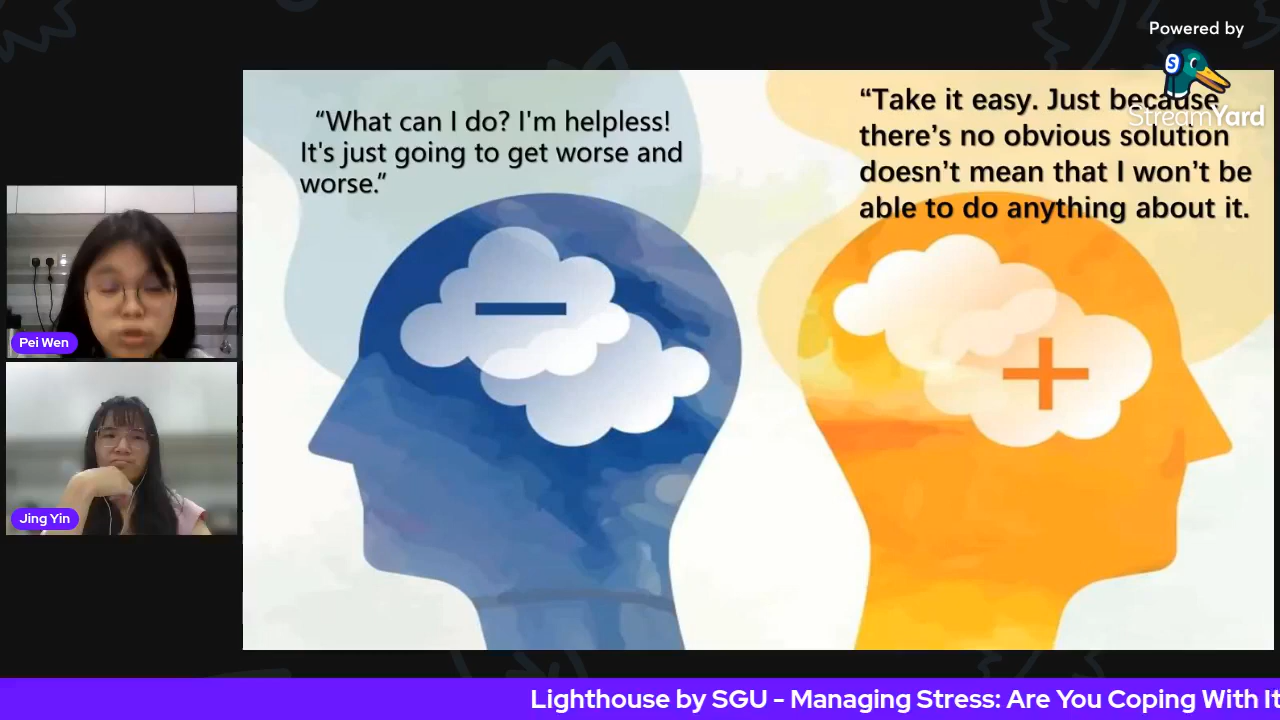 Powered by
S
StreamYard
“What can I do? I'm helpless!
It's just going to get worse and
worse.”
“Take it easy. Just because
there’s no obvious solution
doesn’t mean that I won’t be
able to do anything about it.
Pei Wen
Jing Yin
Lighthouse by SGU - Managing Stress: Are You Coping With It